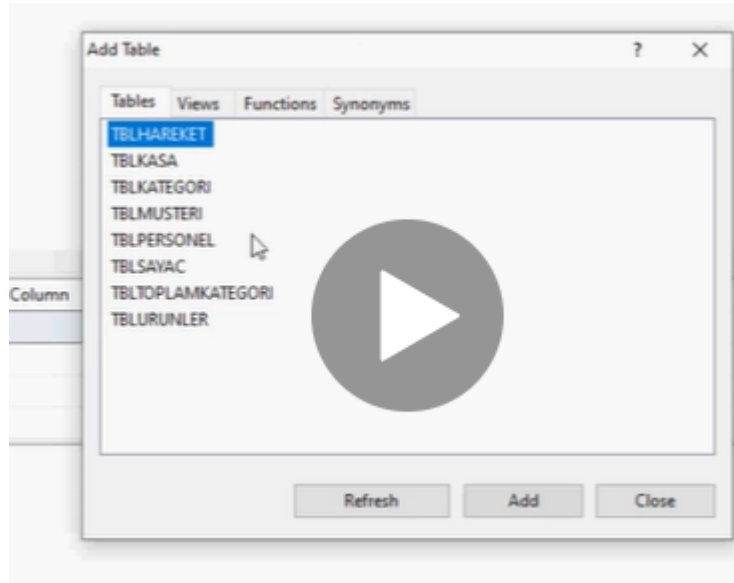 Add Table ?
Tables Views Functions Synonyms
TBLHAREKET
TBLKASA
TBLKATEGORI
TBLMUSTERI
TBLPERSONEL
TBLSAYAC
TBLTOPLAMKATEGORI
TBLURUNLER
Column
Refresh Add Close